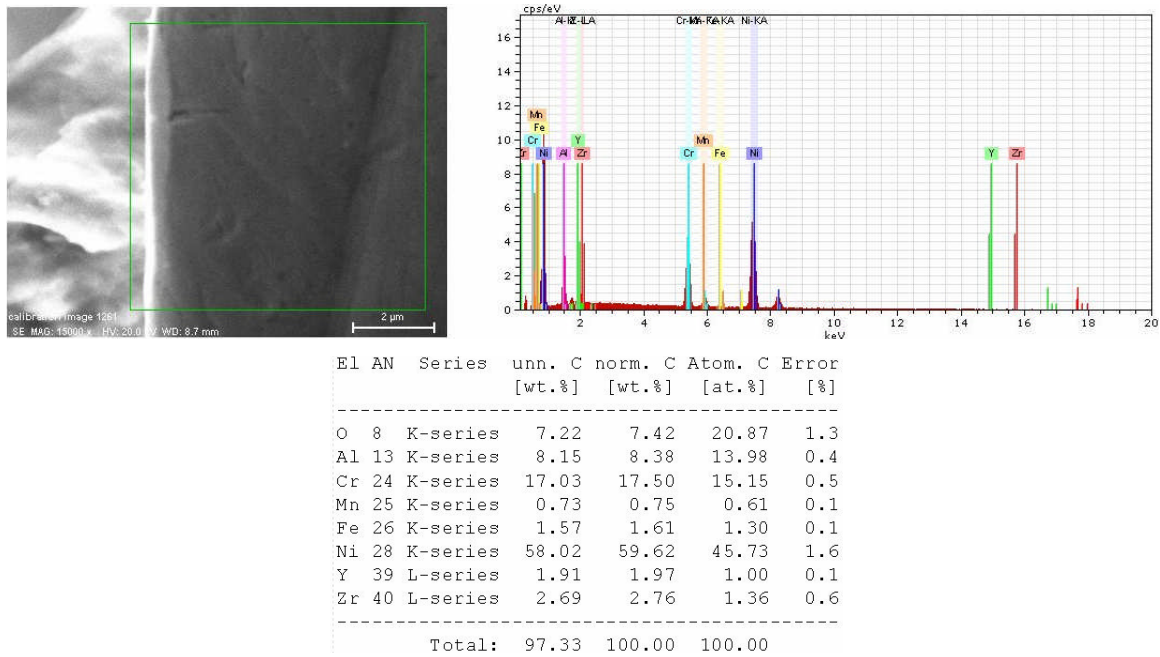 calibration image 1261
SE MAG: 15000 x HV: 20.0 kV WD: 8.7 mm
2 µm
cps/eV
Ni-KA
16
14
12
10
8
6
4
2
0
Mn
Fe
Cr
Ni
Al
Y
Zr
Mn
Cr
Fe
Ni
Y
Zr
2 4 6 8 10 12 14 16 18 20
keV
El AN Series unn. C norm. C Atom. C Error
[wt.%] [wt.%] [at.%] [%]
-------------------------------------------
O 8 K-series 7.22 7.42 20.87 1.3
Al 13 K-series 8.15 8.38 13.98 0.4
Cr 24 K-series 17.03 17.50 15.15 0.5
Mn 25 K-series 0.73 0.75 0.61 0.1
Fe 26 K-series 1.57 1.61 1.30 0.1
Ni 28 K-series 58.02 59.62 45.73 1.6
Y 39 L-series 1.91 1.97 1.00 0.1
Zr 40 L-series 2.69 2.76 1.36 0.6
-------------------------------------------
Total: 97.33 100.00 100.00